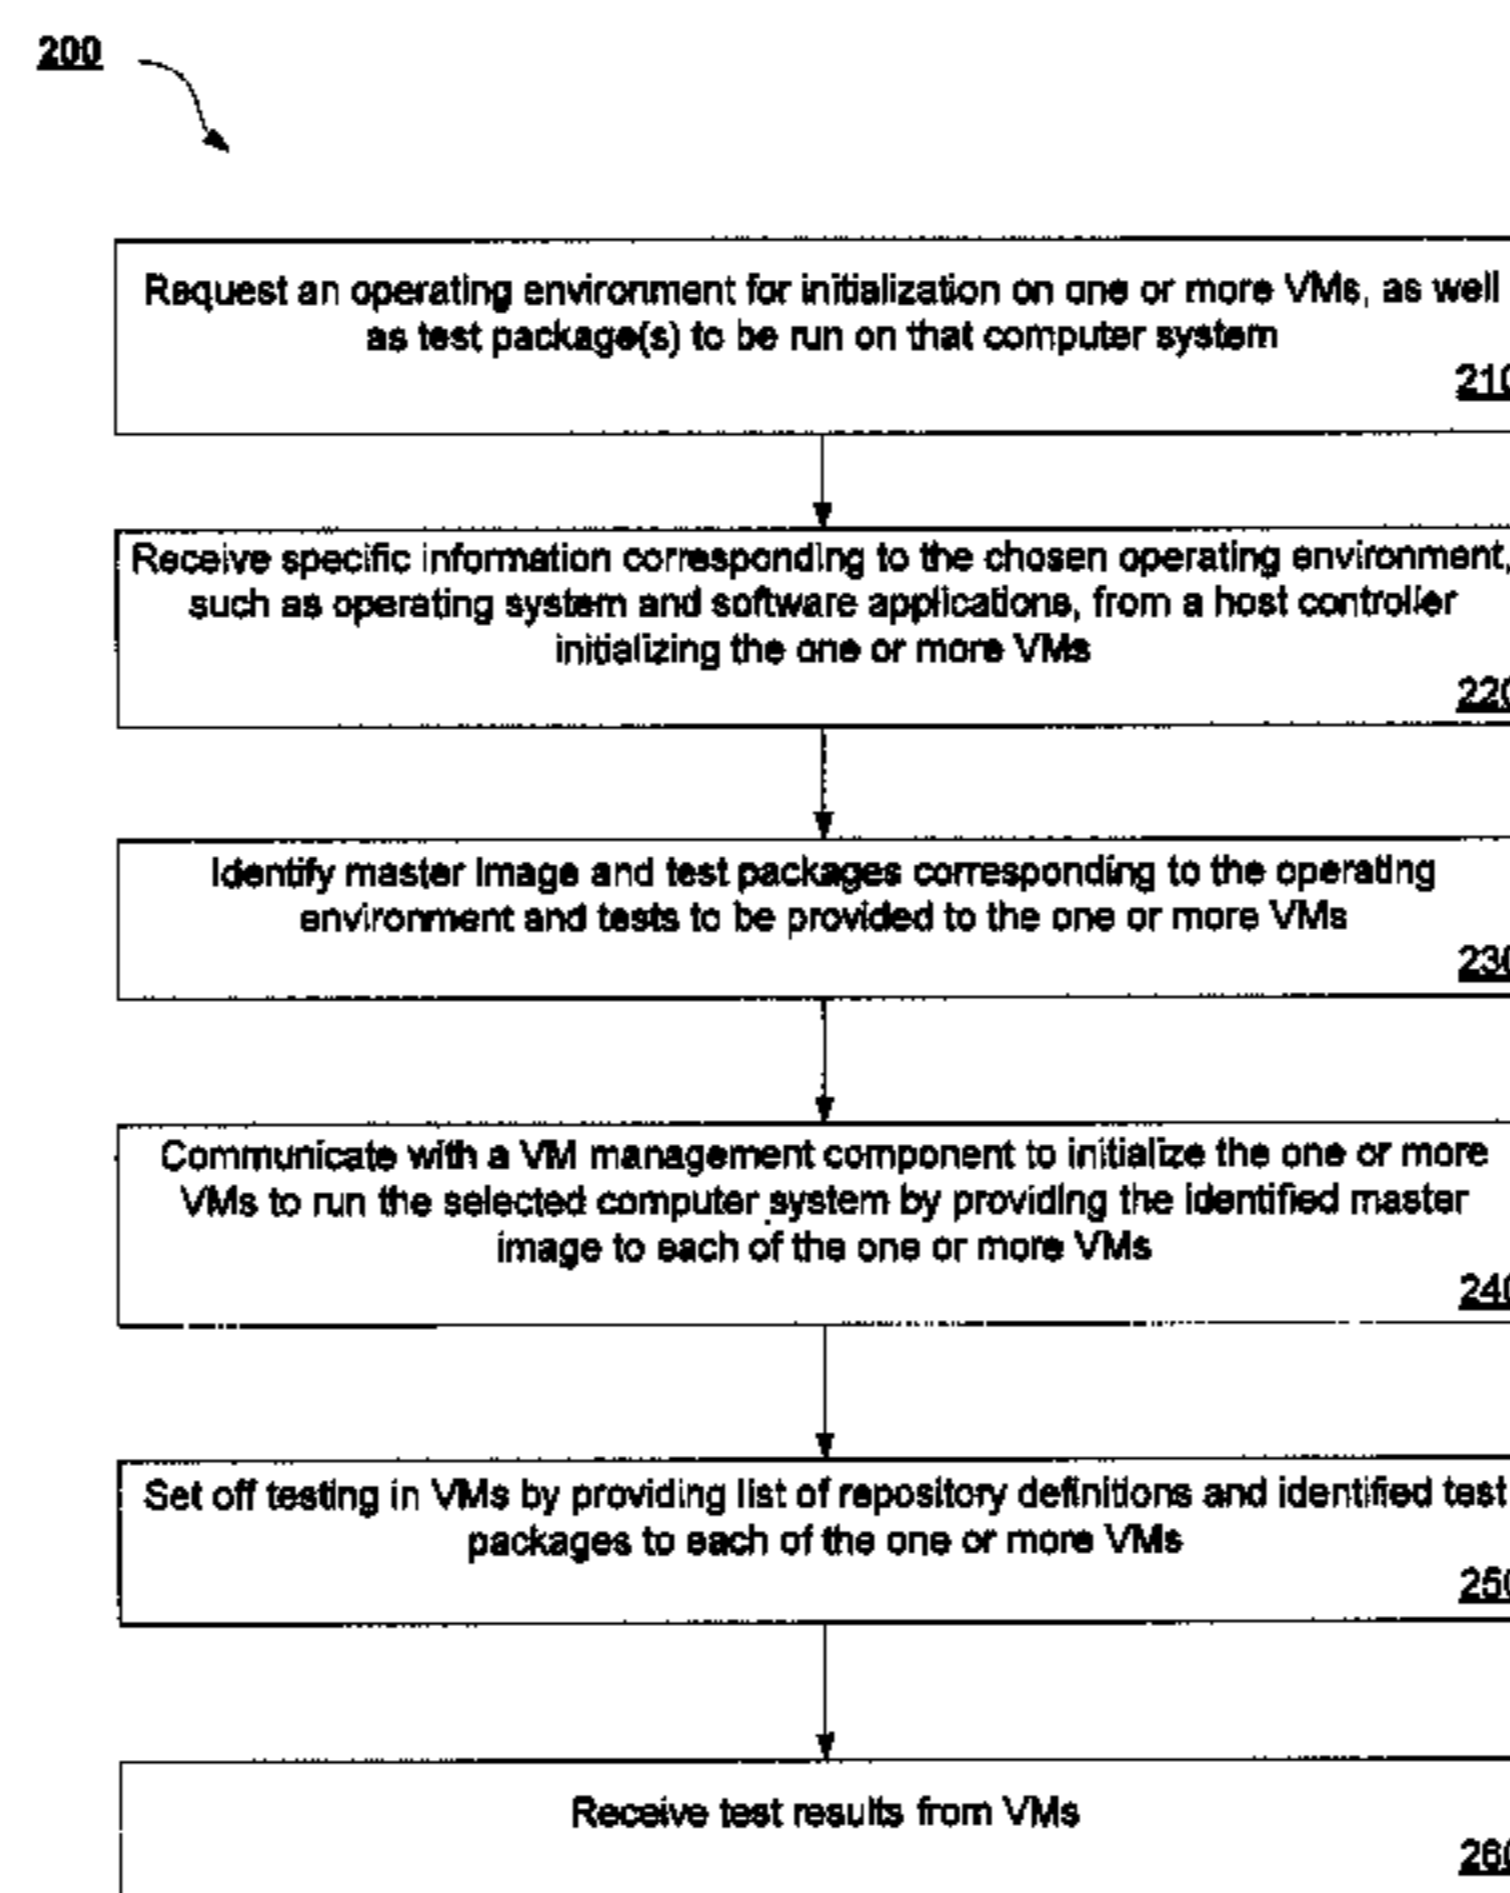 200
Request an operating environment for initialization on one or more VMs, as well
as test package(s) to be run on that computer system
210
Receive specific information corresponding to the chosen operating environment,
such as operating system and software applications, from a host controller
initializing the one or more VMs
220
Identify master image and test packages corresponding to the operating
environment and tests to be provided to the one or more VMs
230
Communicate with a VM management component to initialize the one or more
VMs to run the selected computer system by providing the identified master
image to each of the one or more VMs
240
Set off testing in VMs by providing list of repository definitions and identified test
packages to each of the one or more VMs
250
Receive test results from VMs
260